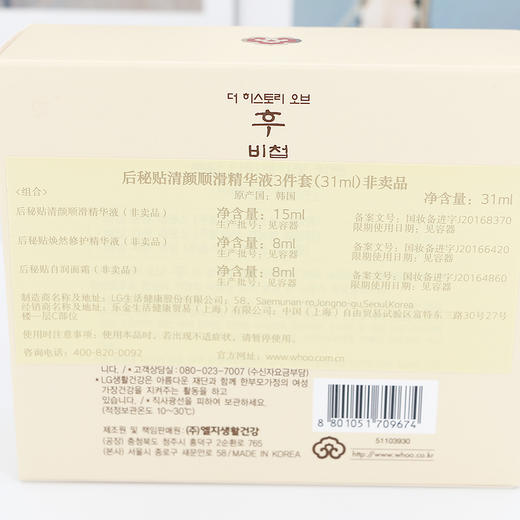 더 히스토리 오브
후
비첩
后秘贴清颜顺滑精华液3件套(31ml)非卖品
<组合> 原产国：韩国 净含量： 31ml
后秘贴清颜顺滑精华液（非卖品） 净含量： 15ml 备案文号：国妆备进字J20168370
生产批号：见容器 限期使用日期：见容器
后秘贴焕然修护精华液（非卖品） 净含量： 8ml 备案文号：国妆备进字J20166420
生产批号：见容器 限期使用日期：见容器
后秘贴自润面霜（非卖品） 净含量： 8ml 备案文号：国妆备进字J20164860
生产批号：见容器 限期使用日期：见容器
制造商名称及地址：LG生活健康股份有限公司；58, Saemunan-ro,Jongno-gu,Seoul,Korea
经销商名称及地址：乐金生活健康贸易（上海）有限公司；中国（上海）自由贸易试验区富特东三路30号27号
楼一层C部位
使用时注意事项：使用本品时，若出现不适症状，请暂停使用。
咨询电话：400-820-0092 官方网址：www.whoo.com.cn
니다. / *고객상담실 : 080-023-7007 (수신자요금부담)
*LG생활건강은 아름다운 재단과 함께 한부모가정의 여성
가장건강을 지켜주는 활동을 하고
있습니다. / 직사광선을 피하여 보관하세요.
(적정보관온도 10~30℃)
제조원 및 책임판매원 : (주)엘지생활건강
(공장) 충청북도 청주시 흥덕구 2순환로 765
(본사) 서울시 종로구 새문안로 58 / MADE IN KOREA
8 801051 709674
51103930
http://www.whoo.co.kr